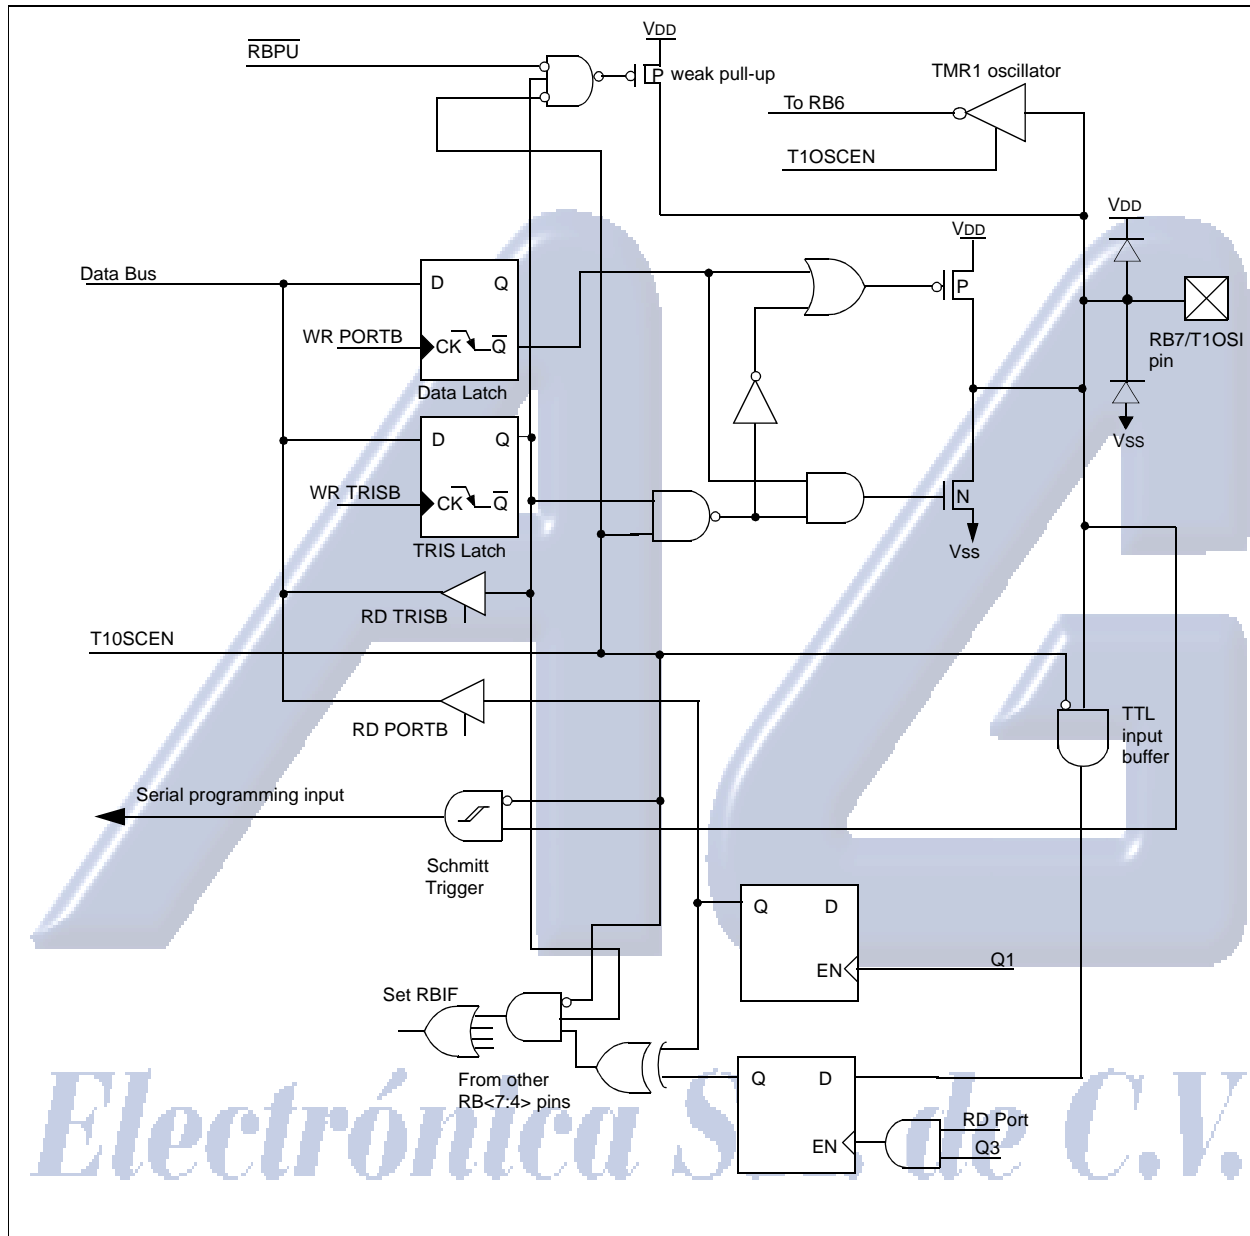 VDD
RBPU
P weak pull-up
TMR1 oscillator
To RB6
T1OSCEN
VDD
VDD
Data Bus
D Q
P
WR PORTB
CK Q
RB7/T1OSI
pin
Data Latch
D Q
VSS
WR TRISB
CK Q
N
TRIS Latch
VSS
RD TRISB
T10SCEN
RD PORTB
TTL
input
buffer
Serial programming input
Schmitt
Trigger
Q D
EN
Q1
Set RBIF
From other
RB<7:4> pins
Q D
RD Port
EN
Q3
AG
Electrónica S.A. de C.V.